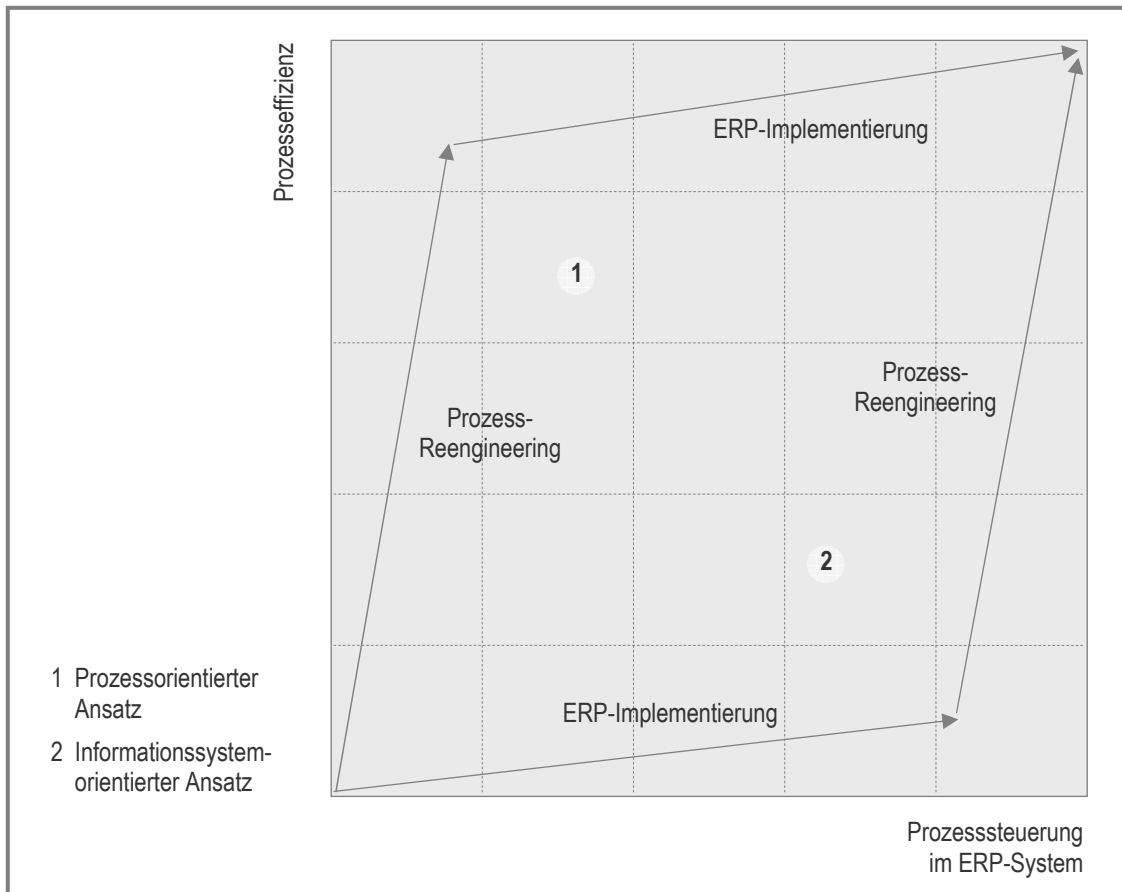 Prozesseffizienz
ERP-Implementierung
1
Prozess-
Reengineering
Prozess-
Reengineering
2
ERP-Implementierung
1 Prozessorientierter
Ansatz
2 Informationssystem-
orientierter Ansatz
Prozesssteuerung
im ERP-System